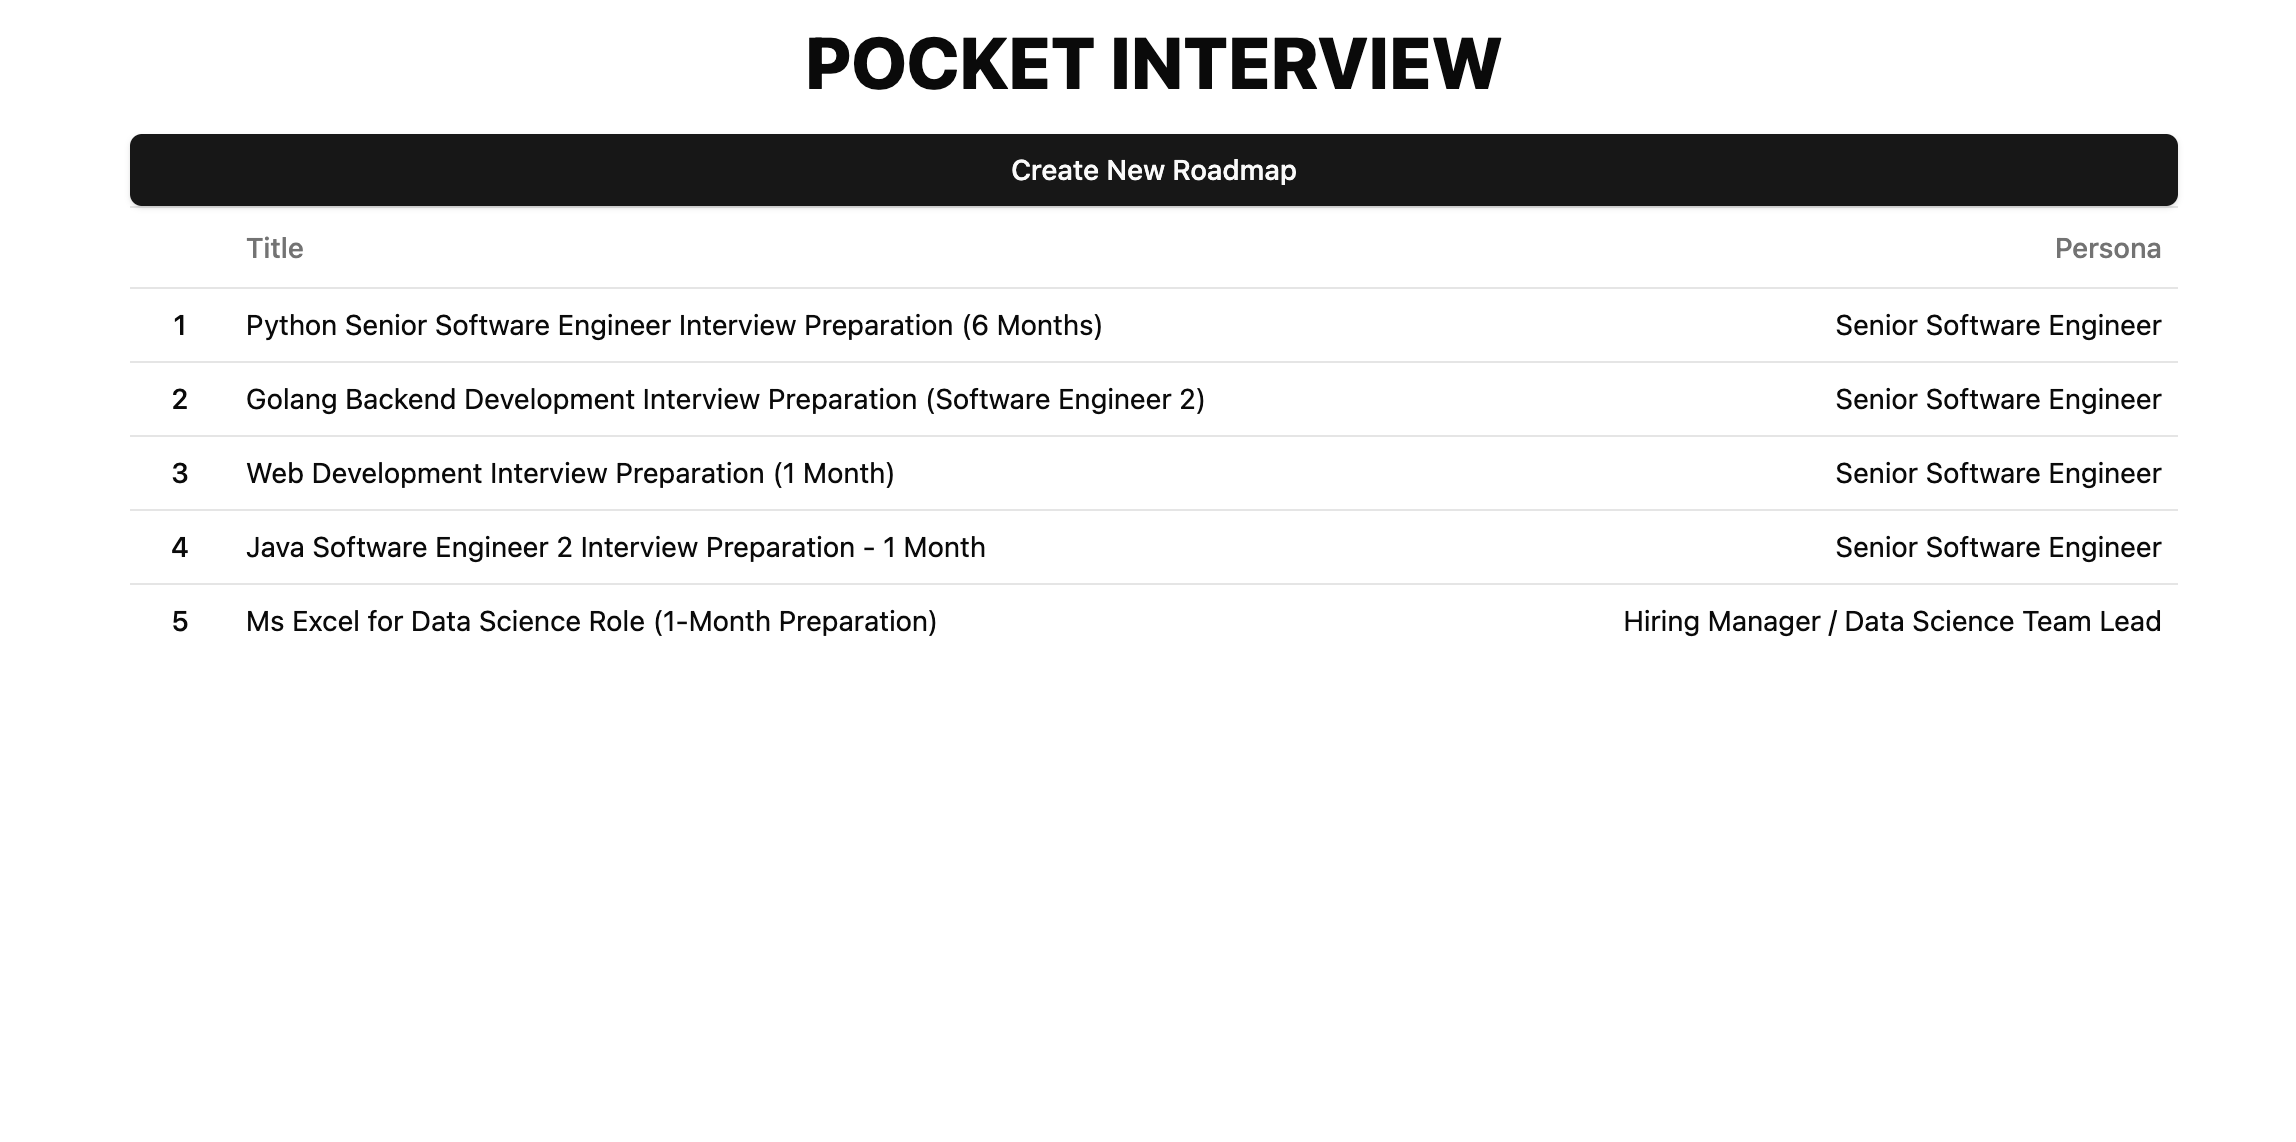 POCKET INTERVIEW
Create New Roadmap
Title Persona
1 Python Senior Software Engineer Interview Preparation (6 Months) Senior Software Engineer
2 Golang Backend Development Interview Preparation (Software Engineer 2) Senior Software Engineer
3 Web Development Interview Preparation (1 Month) Senior Software Engineer
4 Java Software Engineer 2 Interview Preparation - 1 Month Senior Software Engineer
5 Ms Excel for Data Science Role (1-Month Preparation) Hiring Manager / Data Science Team Lead